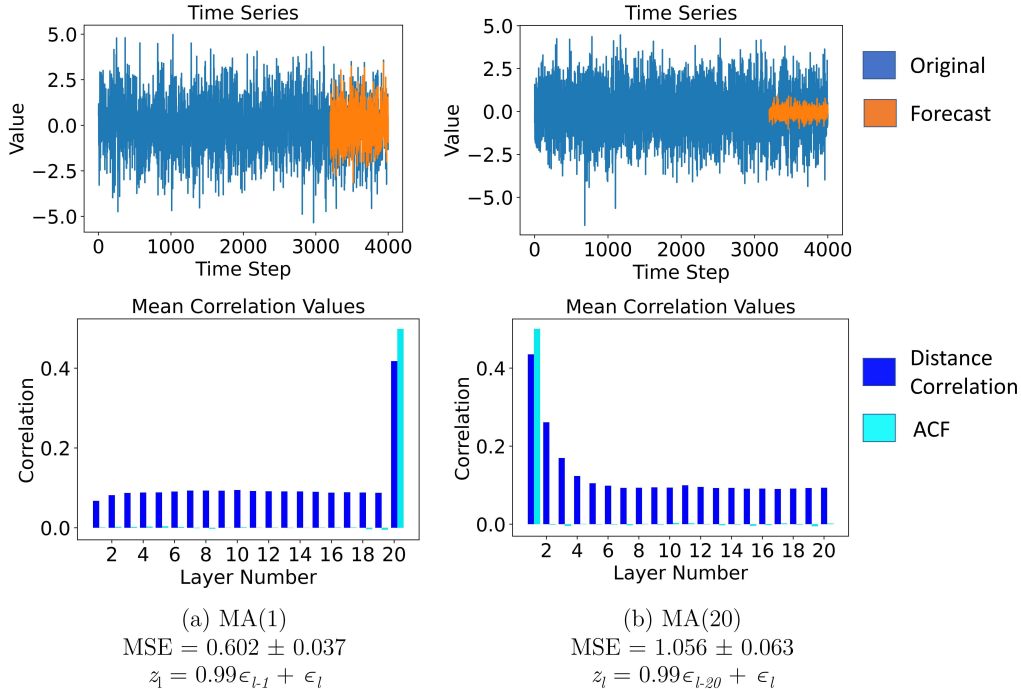 Time Series
5.0
2.5
0.0
−2.5
−5.0
Value
0 1000 2000 3000 4000
Time Step
Time Series
5.0
2.5
0.0
−2.5
−5.0
Value
0 1000 2000 3000 4000
Time Step
Original
Forecast
Mean Correlation Values
0.4
0.2
0.0
Correlation
2 4 6 8 10 12 14 16 18 20
Layer Number
Mean Correlation Values
0.4
0.2
0.0
Correlation
2 4 6 8 10 12 14 16 18 20
Layer Number
Distance
Correlation
ACF
(a) MA(1)
MSE = 0.602 ± 0.037
z_l = 0.99ϵ_{l-1} + ϵ_l
(b) MA(20)
MSE = 1.056 ± 0.063
z_l = 0.99ϵ_{l-20} + ϵ_l